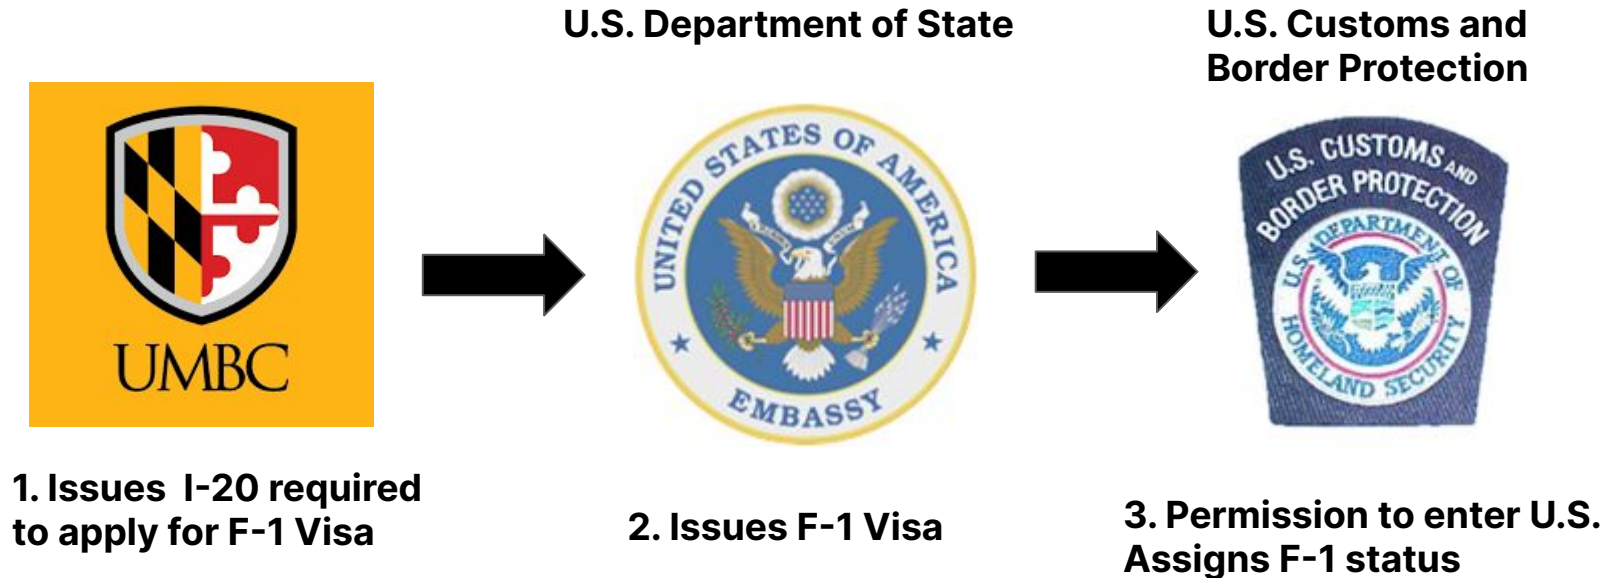 U.S. Department of State
U.S. Customs and
Border Protection
UMBC
UNITED STATES OF AMERICA
EMBASSY
U.S. CUSTOMS AND
BORDER PROTECTION
U.S. DEPARTMENT OF
HOMELAND SECURITY
1. Issues I-20 required
to apply for F-1 Visa
2. Issues F-1 Visa
3. Permission to enter U.S.
Assigns F-1 status